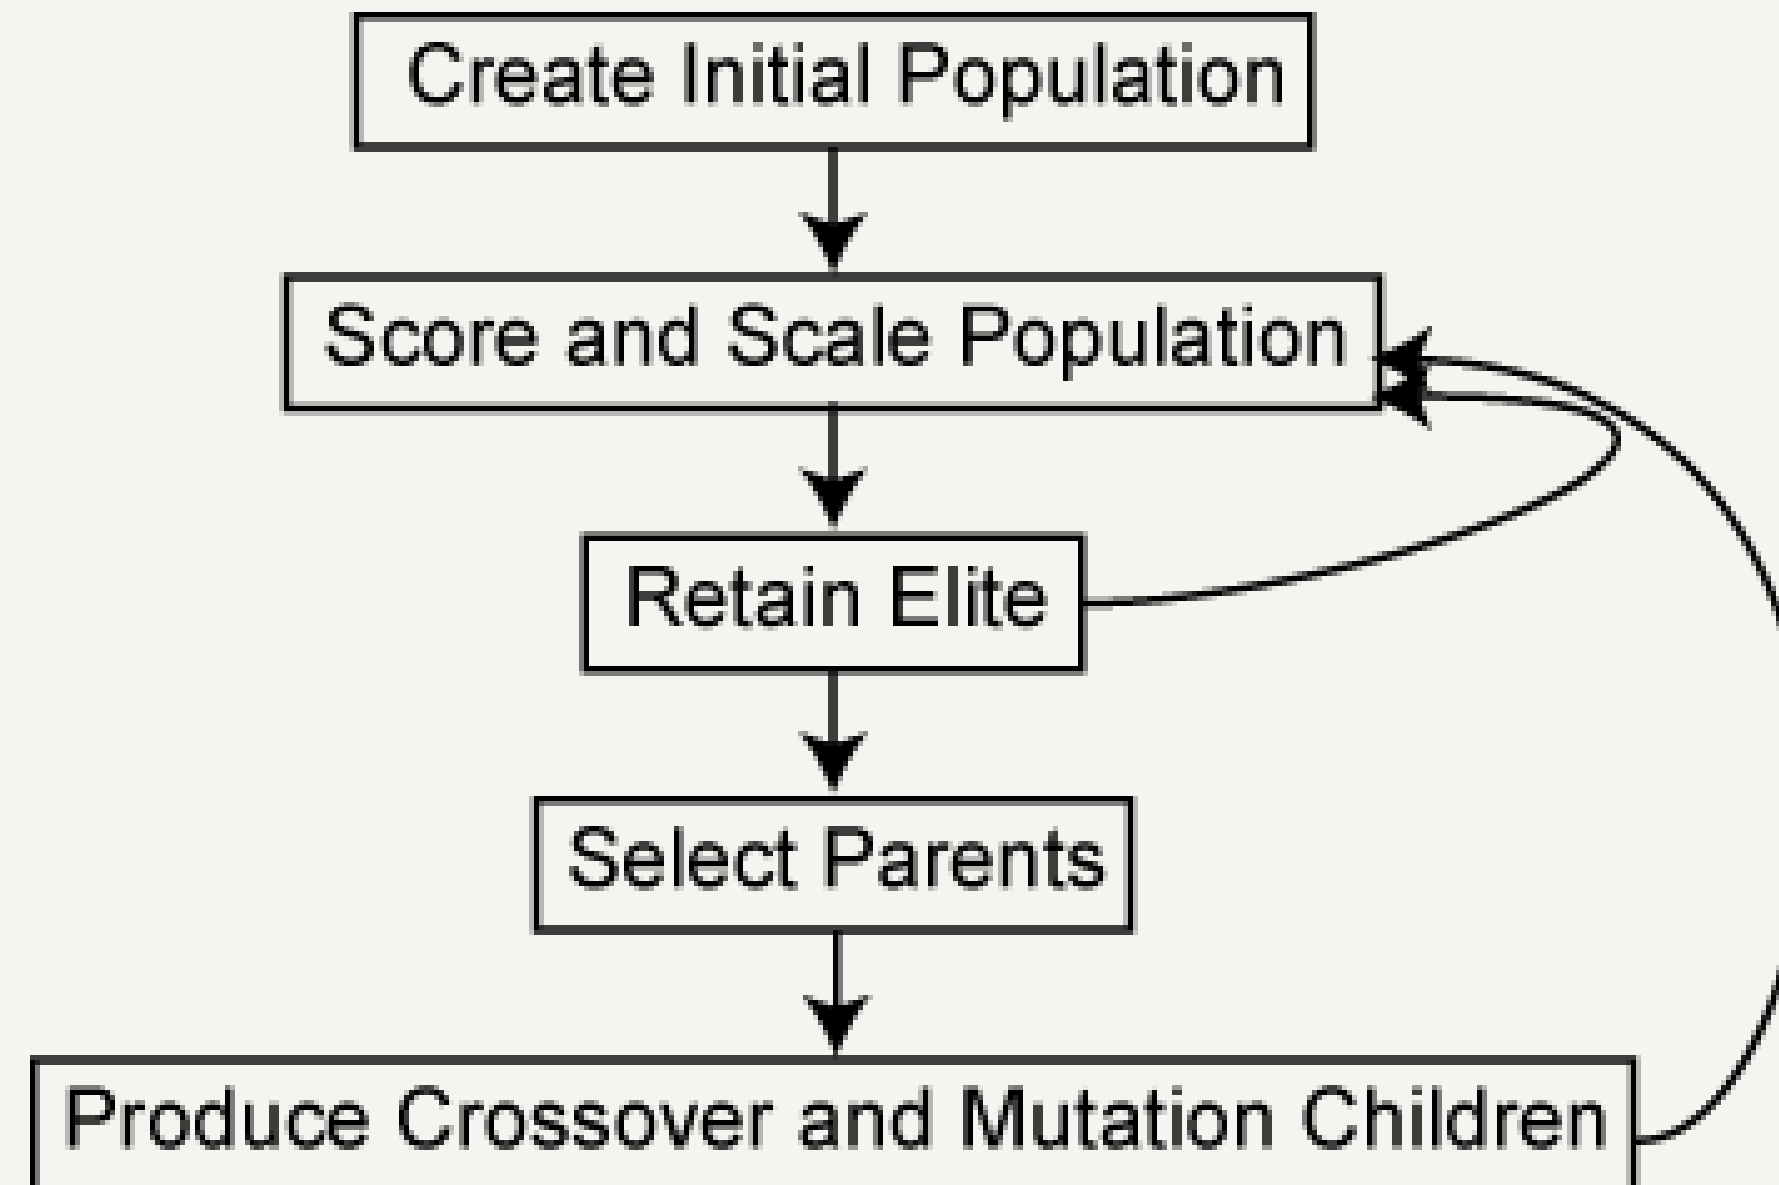 Create Initial Population
Score and Scale Population
Retain Elite
Select Parents
Produce Crossover and Mutation Children